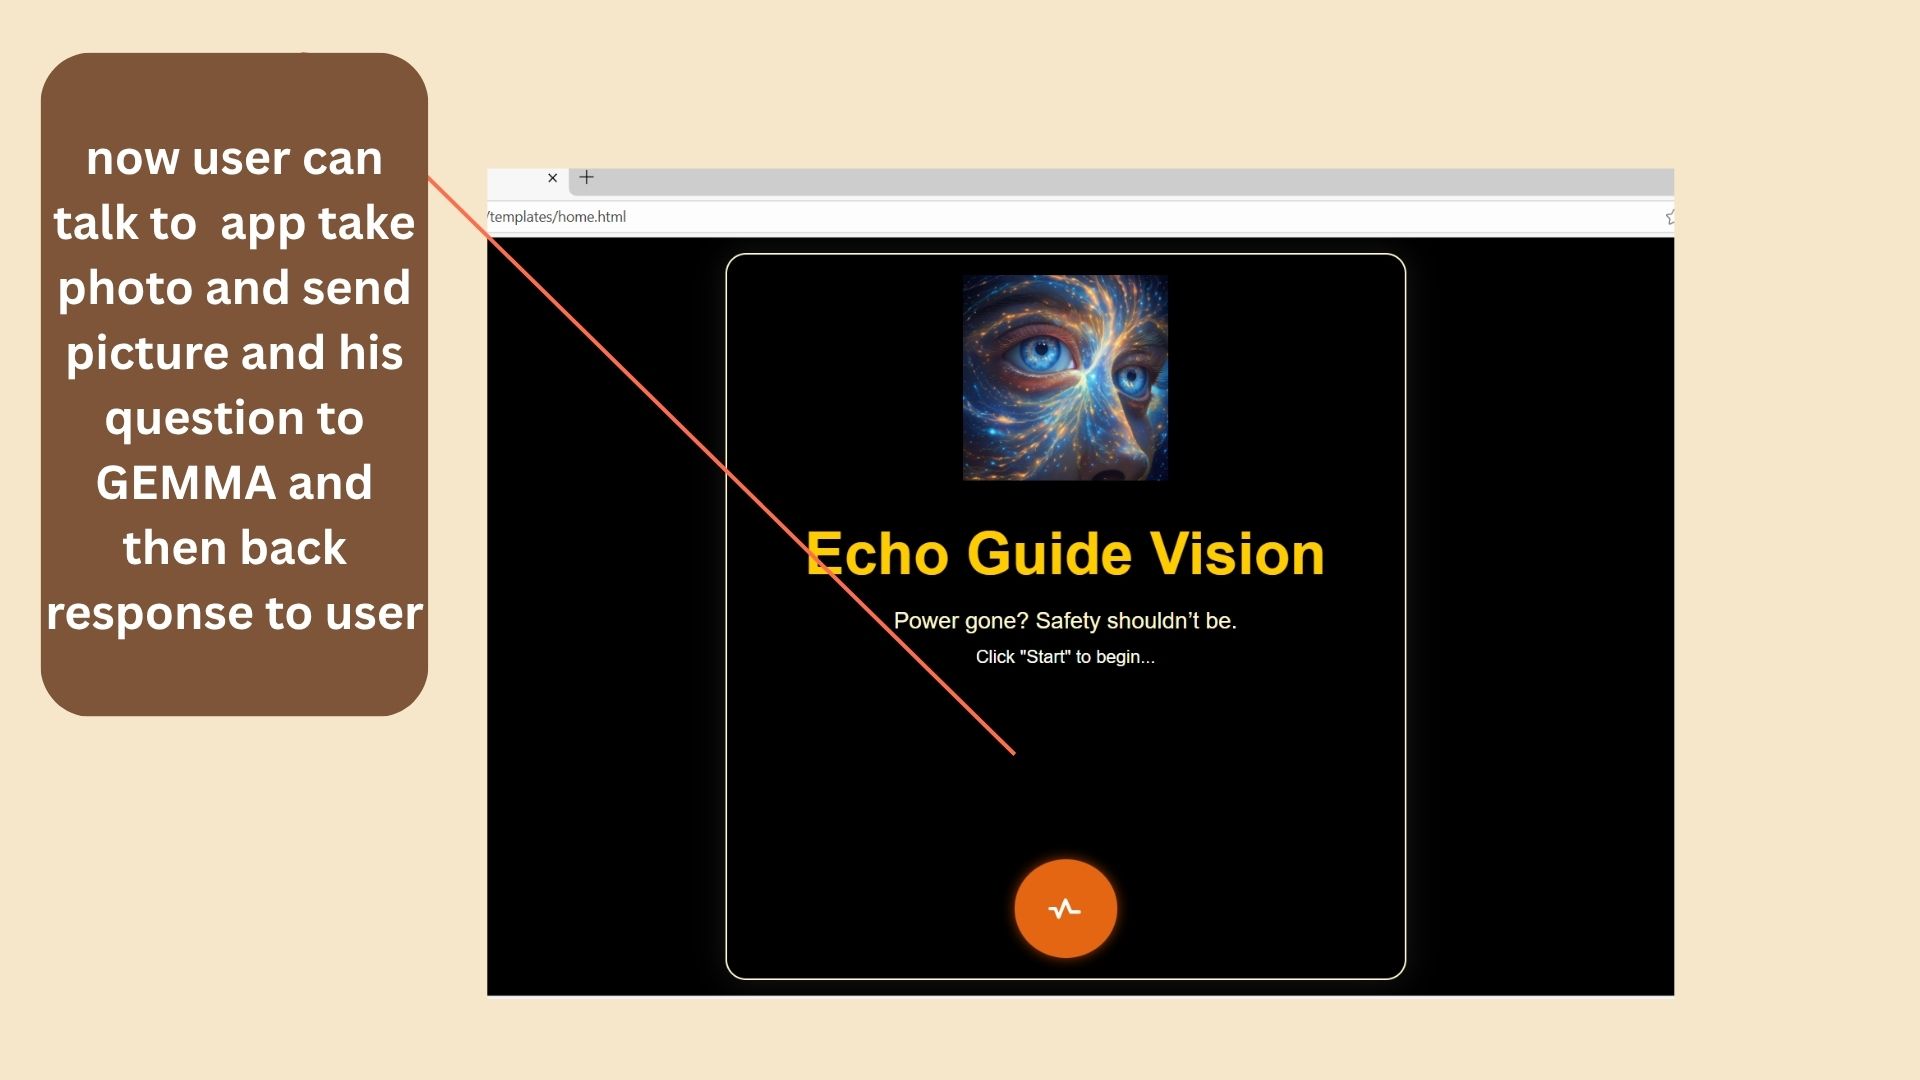 now user can
talk to  app take
photo and send
picture and his
question to
GEMMA and
then back
response to user
/templates/home.html
Echo Guide Vision
Power gone? Safety shouldn’t be.
Click "Start" to begin...